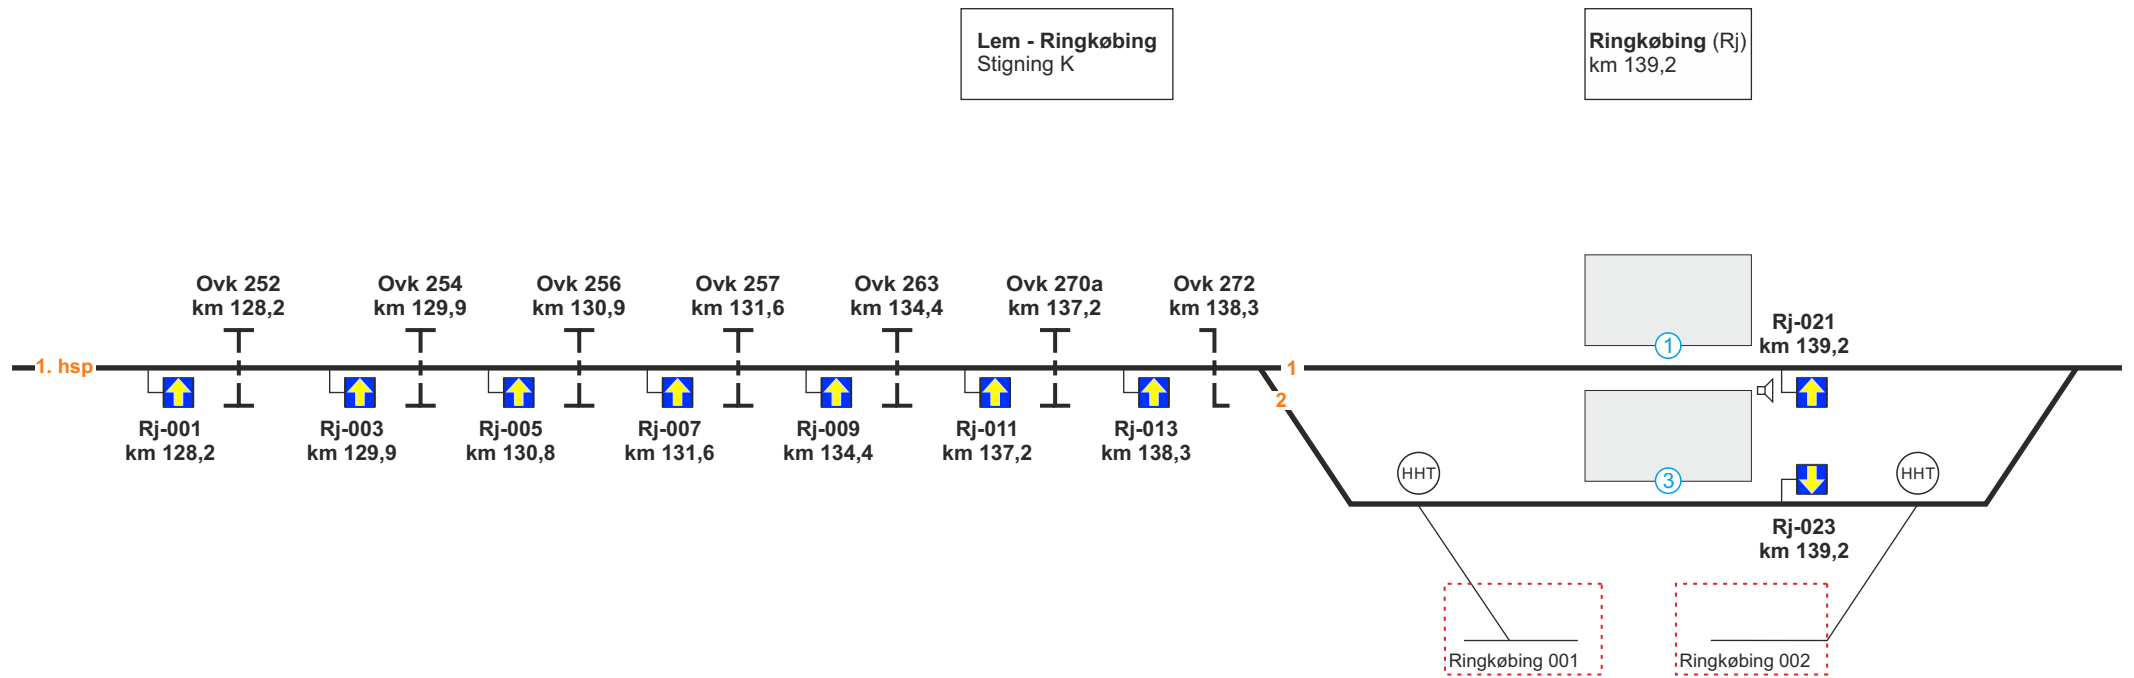 Lem - Ringkøbing
Stigning K
Ringkøbing (Rj)
km 139,2
Ovk 252
km 128,2
Ovk 254
km 129,9
Ovk 256
km 130,9
Ovk 257
km 131,6
Ovk 263
km 134,4
Ovk 270a
km 137,2
Ovk 272
km 138,3
1
Rj-021
km 139,2
1. hsp
1
2
Rj-001
km 128,2
Rj-003
km 129,9
Rj-005
km 130,8
Rj-007
km 131,6
Rj-009
km 134,4
Rj-011
km 137,2
Rj-013
km 138,3
HHT
3
HHT
Rj-023
km 139,2
Ringkøbing 001
Ringkøbing 002